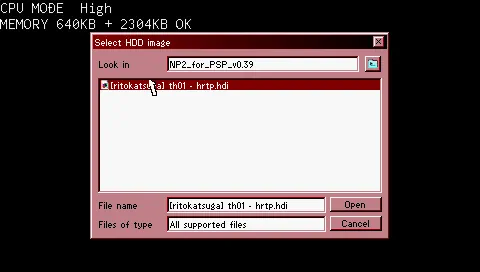 CPU MODE High
MEMORY 640KB + 2304KB OK
Select HDD image
Look in NP2_for_PSP_v0.39
[ritokatsuga] th01 - hrtp.hdi
File name [ritokatsuga] th01 - hrtp.hdi Open
Files of type All supported files Cancel